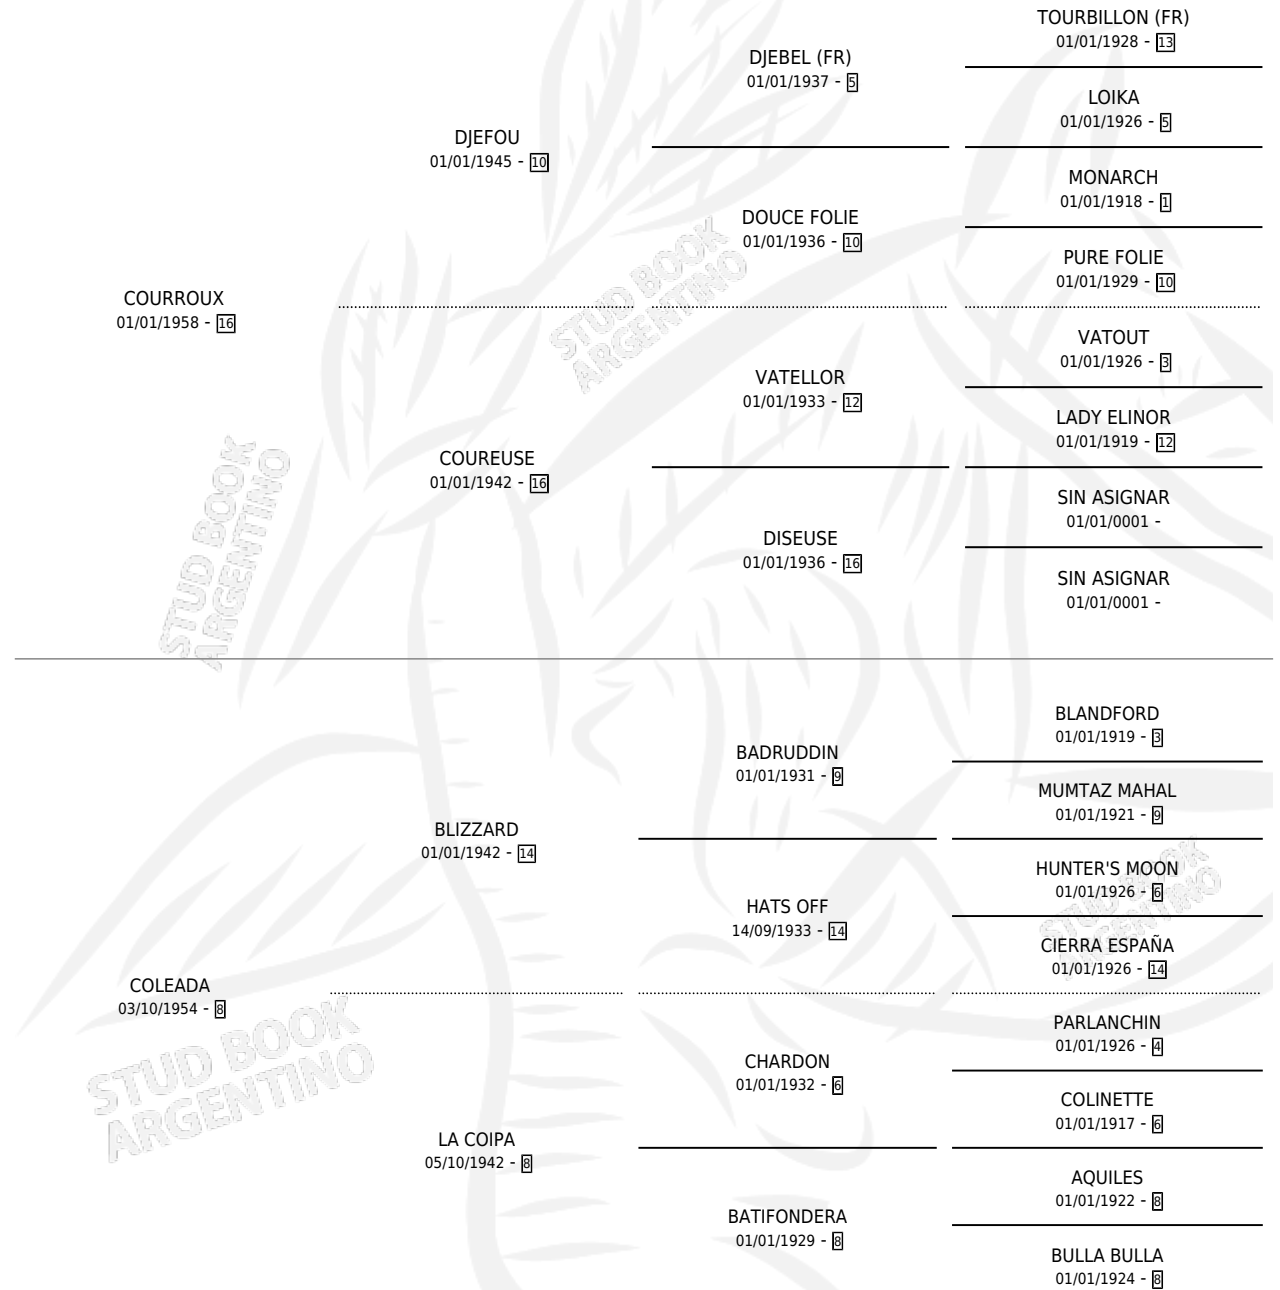 TOURBILLON (FR)
01/01/1928 - 13
DJEBEL (FR)
01/01/1937 - 5
LOIKA
01/01/1926 - 5
DJEFOU
01/01/1945 - 10
MONARCH
01/01/1918 - 1
DOUCE FOLIE
01/01/1936 - 10
PURE FOLIE
01/01/1929 - 10
COURROUX
01/01/1958 - 16
VATOUT
01/01/1926 - 3
VATELLOR
01/01/1933 - 12
LADY ELINOR
01/01/1919 - 12
COUREUSE
01/01/1942 - 16
SIN ASIGNAR
01/01/0001 -
DISEUSE
01/01/1936 - 16
SIN ASIGNAR
01/01/0001 -
BLANDFORD
01/01/1919 - 3
BADRUDDIN
01/01/1931 - 9
MUMTAZ MAHAL
01/01/1921 - 9
BLIZZARD
01/01/1942 - 14
HUNTER'S MOON
01/01/1926 - 6
HATS OFF
14/09/1933 - 14
CIERRA ESPAÑA
01/01/1926 - 14
COLEADA
03/10/1954 - 8
PARLANCHIN
01/01/1926 - 4
CHARDON
01/01/1932 - 6
COLINETTE
01/01/1917 - 6
LA COIPA
05/10/1942 - 8
AQUILES
01/01/1922 - 8
BATIFONDERA
01/01/1929 - 8
BULLA BULLA
01/01/1924 - 8
STUD BOOK
ARGENTINO
STUD BOOK
ARGENTINO
STUD BOOK
ARGENTINO
STUD BOOK
ARGENTINO